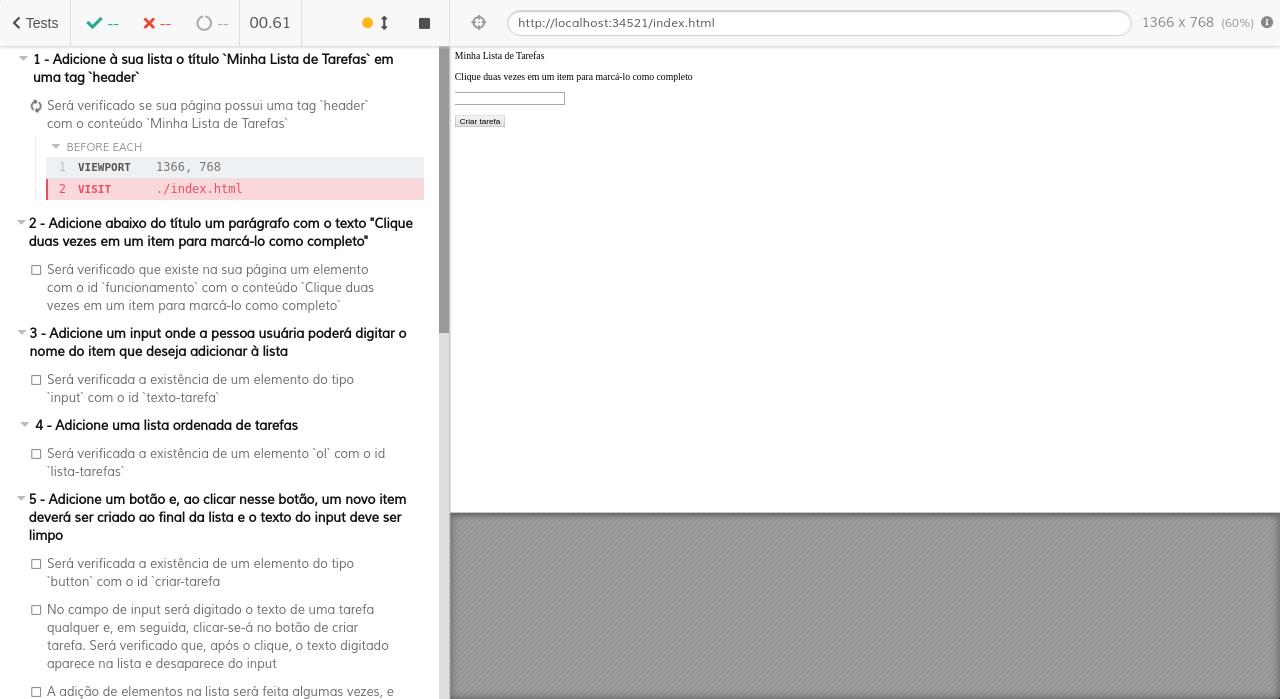 Tests
--
--
--
00.61
http://localhost:34521/index.html
1366 x 768 (60%)
1 - Adicione à sua lista o título `Minha Lista de Tarefas` em
uma tag `header`
Será verificado se sua página possui uma tag `header`
com o conteúdo `Minha Lista de Tarefas`
BEFORE EACH
1 VIEWPORT 1366, 768
2 VISIT ./index.html
2 - Adicione abaixo do título um parágrafo com o texto "Clique
duas vezes em um item para marcá-lo como completo"
Será verificado que existe na sua página um elemento
com o id `funcionamento` com o conteúdo `Clique duas
vezes em um item para marcá-lo como completo`
3 - Adicione um input onde a pessoa usuária poderá digitar o
nome do item que deseja adicionar à lista
Será verificada a existência de um elemento do tipo
`input` com o id `texto-tarefa`
4 - Adicione uma lista ordenada de tarefas
Será verificada a existência de um elemento `ol` com o id
`lista-tarefas`
5 - Adicione um botão e, ao clicar nesse botão, um novo item
deverá ser criado ao final da lista e o texto do input deve ser
limpo
Será verificada a existência de um elemento do tipo
`button` com o id `criar-tarefa
No campo de input será digitado o texto de uma tarefa
qualquer e, em seguida, clicar-se-á no botão de criar
tarefa. Será verificado que, após o clique, o texto digitado
aparece na lista e desaparece do input
A adição de elementos na lista será feita algumas vezes, e
Minha Lista de Tarefas
Clique duas vezes em um item para marcá-lo como completo
Criar tarefa